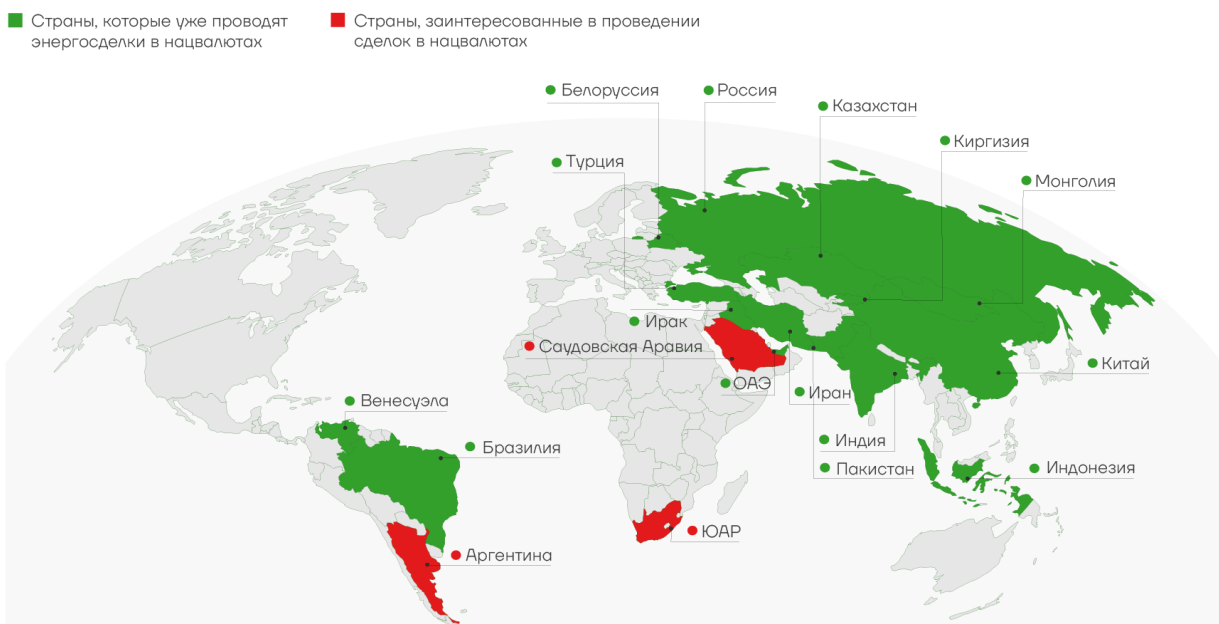 Страны, которые уже проводят
энергосделки в нацвалютах
Страны, заинтересованные в проведении
сделок в нацвалютах
Белоруссия
Россия
Казахстан
Киргизия
Турция
Монголия
Ирак
Саудовская Аравия
Китай
ОАЭ
Иран
Венесуэла
Индия
Бразилия
Пакистан
Индонезия
ЮАР
Аргентина